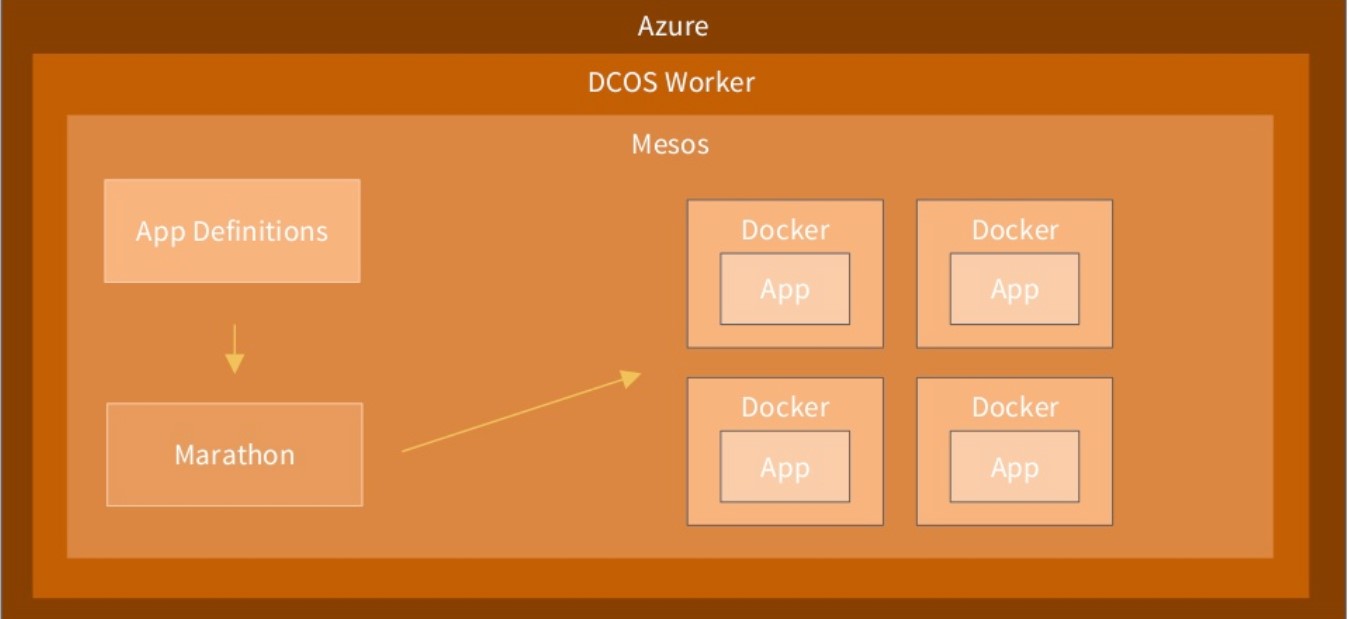 Azure
DCOS Worker
Mesos
App Definitions
Marathon
Docker
App
Docker
App
Docker
App
Docker
App